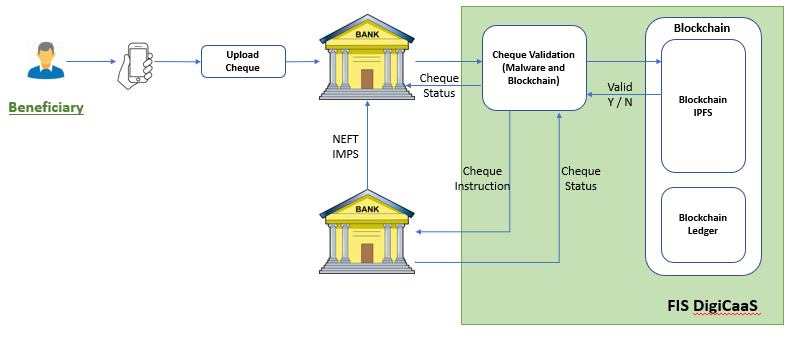 Beneficiary
Upload
Cheque
BANK
Cheque
Status
Cheque Validation
(Malware and
Blockchain)
Blockchain
Blockchain
IPFS
Valid
Y / N
NEFT
IMPS
Cheque
Instruction
Cheque
Status
BANK
Blockchain
Ledger
FIS DigiCaaS